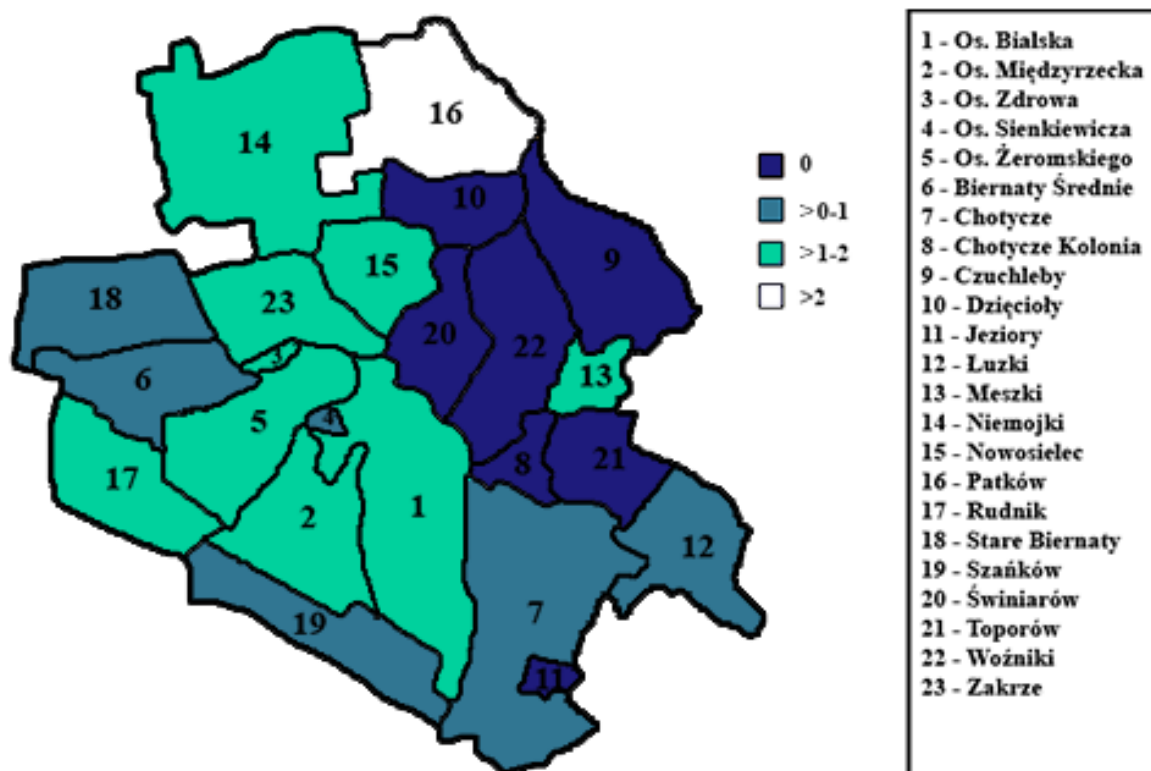 16
14
10
9
15
18
23
20
22
3
13
6
5
4
8
21
17
2
1
12
7
19
11
0
>0-1
>1-2
>2
1 - Os. Bialska
2 - Os. Międzyrzecka
3 - Os. Zdrowa
4 - Os. Sienkiewicza
5 - Os. Żeromskiego
6 - Biernaty Średnie
7 - Chotycze
8 - Chotycze Kolonia
9 - Czuchleby
10 - Dzięcioły
11 - Jeziory
12 - Łuzki
13 - Meszki
14 - Niemojki
15 - Nowosielec
16 - Patków
17 - Rudnik
18 - Stare Biernaty
19 - Szańków
20 - Świniarów
21 - Toporów
22 - Woźniki
23 - Zakrze